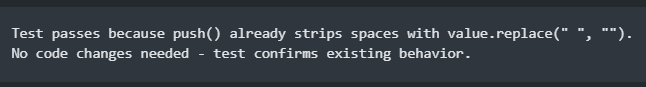 Test passes because push() already strips spaces with value.replace(" ", "").
No code changes needed - test confirms existing behavior.